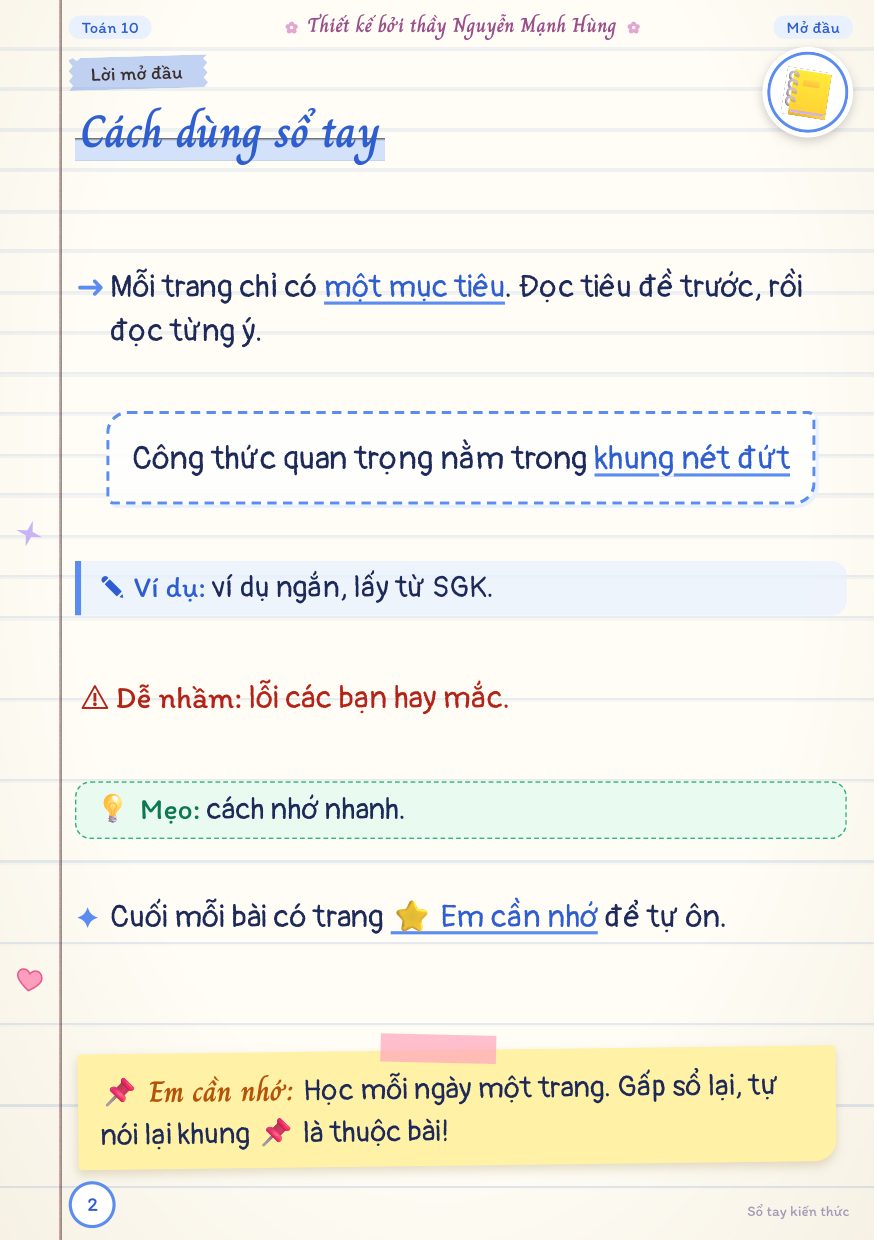 Toán 10
Thiết kế bởi thầy Nguyễn Mạnh Hùng
Mở đầu
Lời mở đầu
Cách dùng sổ tay
→ Mỗi trang chỉ có một mục tiêu. Đọc tiêu đề trước, rồi
đọc từng ý.
Công thức quan trọng nằm trong khung nét đứt
Ví dụ: ví dụ ngắn, lấy từ SGK.
Dễ nhầm: lỗi các bạn hay mắc.
Mẹo: cách nhớ nhanh.
Cuối mỗi bài có trang ⭐ Em cần nhớ để tự ôn.
📌 Em cần nhớ: Học mỗi ngày một trang. Gấp sổ lại, tự
nói lại khung 📌 là thuộc bài!
2
Sổ tay kiến thức